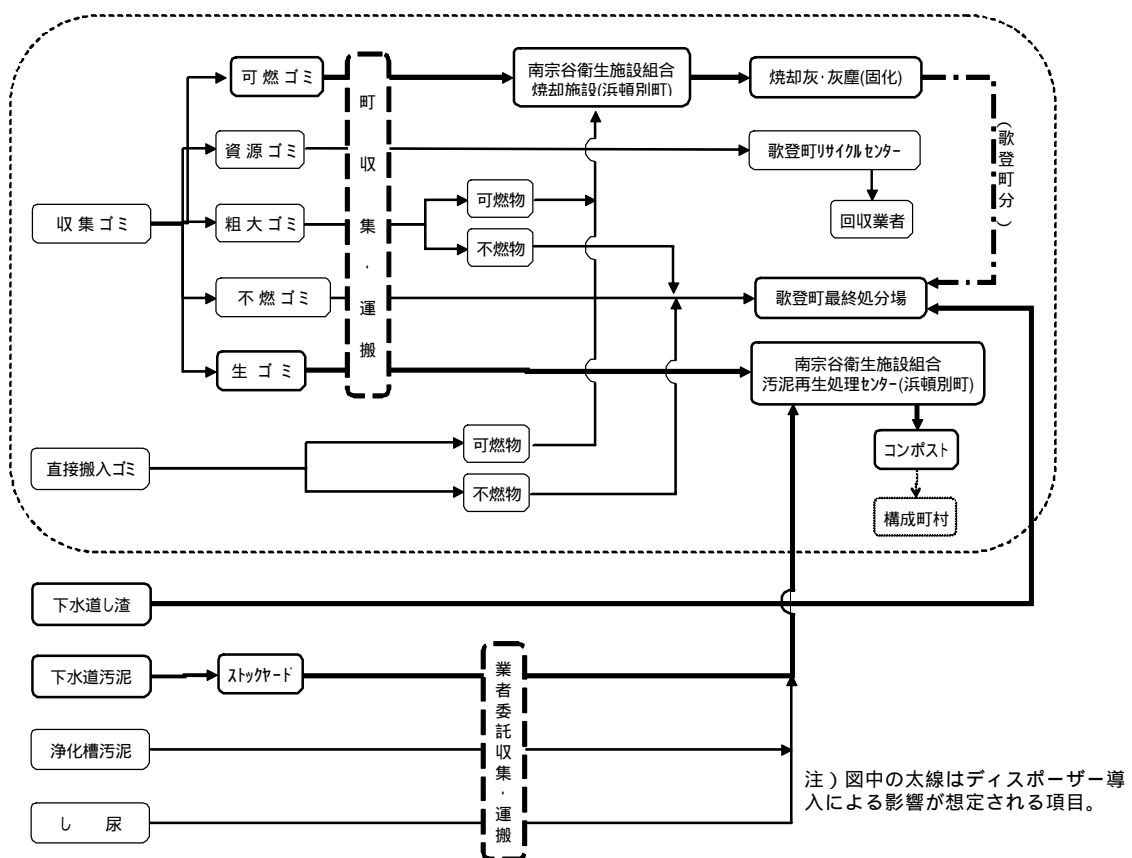 可燃ゴミ
南宗谷衛生施設組合
焼却施設(浜頓別町)
焼却灰・灰塵(固化)
町収集・運搬
(歌登町分)
資源ゴミ
歌登町リサイクルセンター
収集ゴミ
粗大ゴミ
可燃物
不燃物
回収業者
不燃ゴミ
歌登町最終処分場
生ゴミ
南宗谷衛生施設組合
汚泥再生処理センター(浜頓別町)
直接搬入ゴミ
可燃物
不燃物
コンポスト
構成町村
下水道し渣
下水道汚泥
ストックヤード
業者委託収集・運搬
浄化槽汚泥
し 尿
注)図中の太線はディスポーザー導
入による影響が想定される項目。